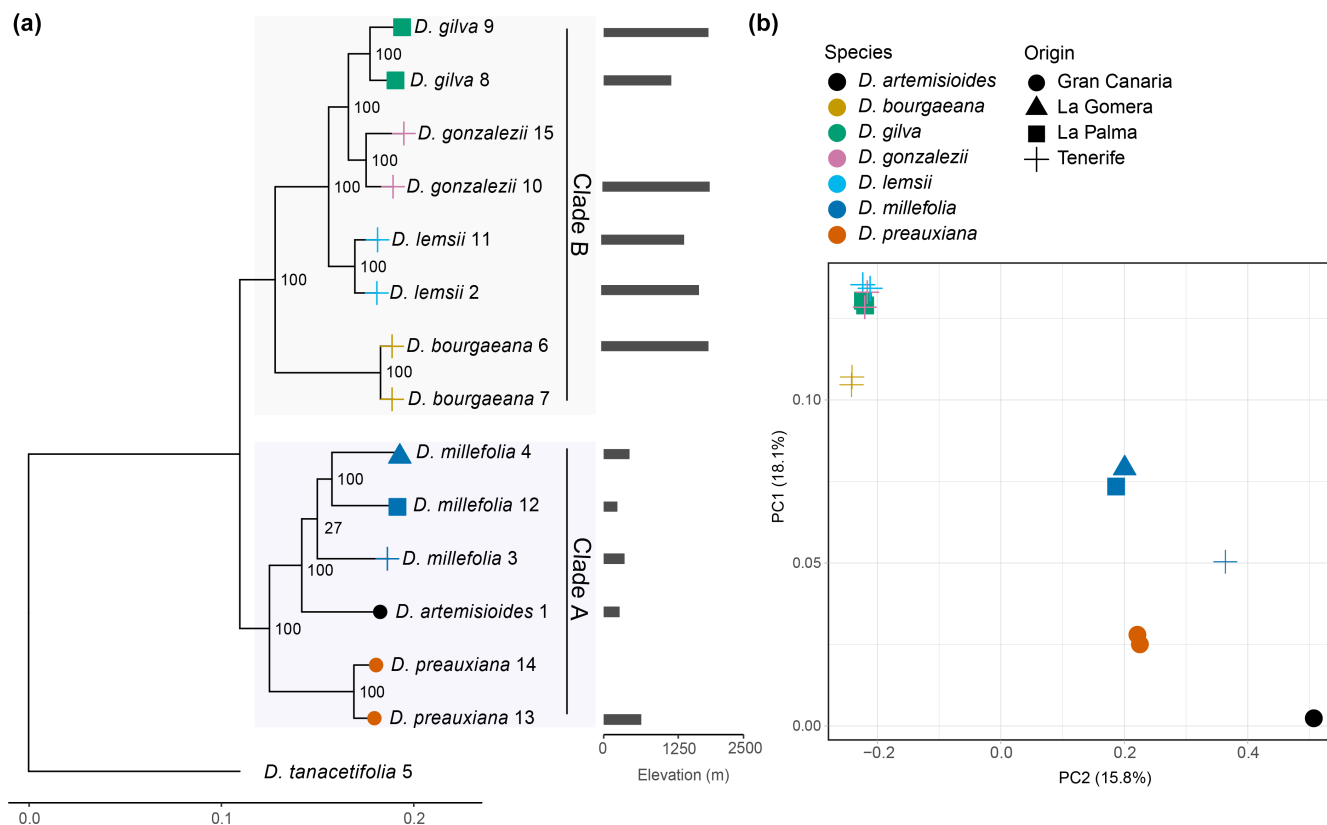 (a)
D. gilva 9
100
D. gilva 8
100
D. gonzalezii 15
100
100
D. gonzalezii 10
D. lemsii 11
100
100
D. lemsii 2
D. bourgaeana 6
100
D. bourgaeana 7
Clade B
D. millefolia 4
100
D. millefolia 12
27
D. millefolia 3
100
D. artemisioides 1
100
D. preauxiana 14
100
D. preauxiana 13
Clade A
D. tanacetifolia 5
0.0 0.1 0.2
0 1250 2500
Elevation (m)
(b)
Species
D. artemisioides
D. bourgaeana
D. gilva
D. gonzalezii
D. lemsii
D. millefolia
D. preauxiana
Origin
Gran Canaria
La Gomera
La Palma
Tenerife
PC1 (18.1%)
0.10
0.05
0.00
−0.2 0.0 0.2 0.4
PC2 (15.8%)